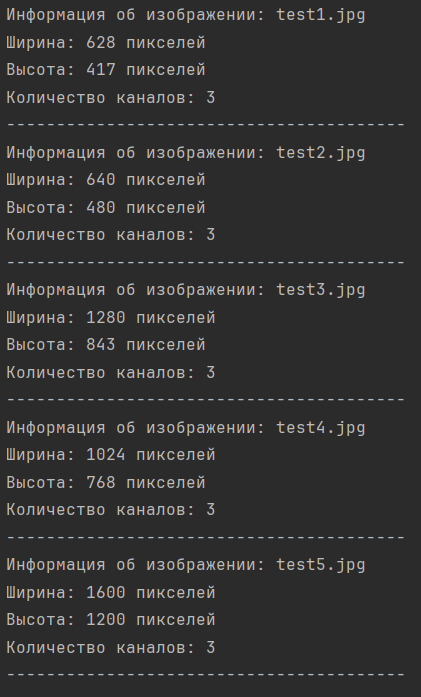 Информация об изображении: test1.jpg
Ширина: 628 пикселей
Высота: 417 пикселей
Количество каналов: 3
----------------------------------------
Информация об изображении: test2.jpg
Ширина: 640 пикселей
Высота: 480 пикселей
Количество каналов: 3
----------------------------------------
Информация об изображении: test3.jpg
Ширина: 1280 пикселей
Высота: 843 пикселей
Количество каналов: 3
----------------------------------------
Информация об изображении: test4.jpg
Ширина: 1024 пикселей
Высота: 768 пикселей
Количество каналов: 3
----------------------------------------
Информация об изображении: test5.jpg
Ширина: 1600 пикселей
Высота: 1200 пикселей
Количество каналов: 3
----------------------------------------